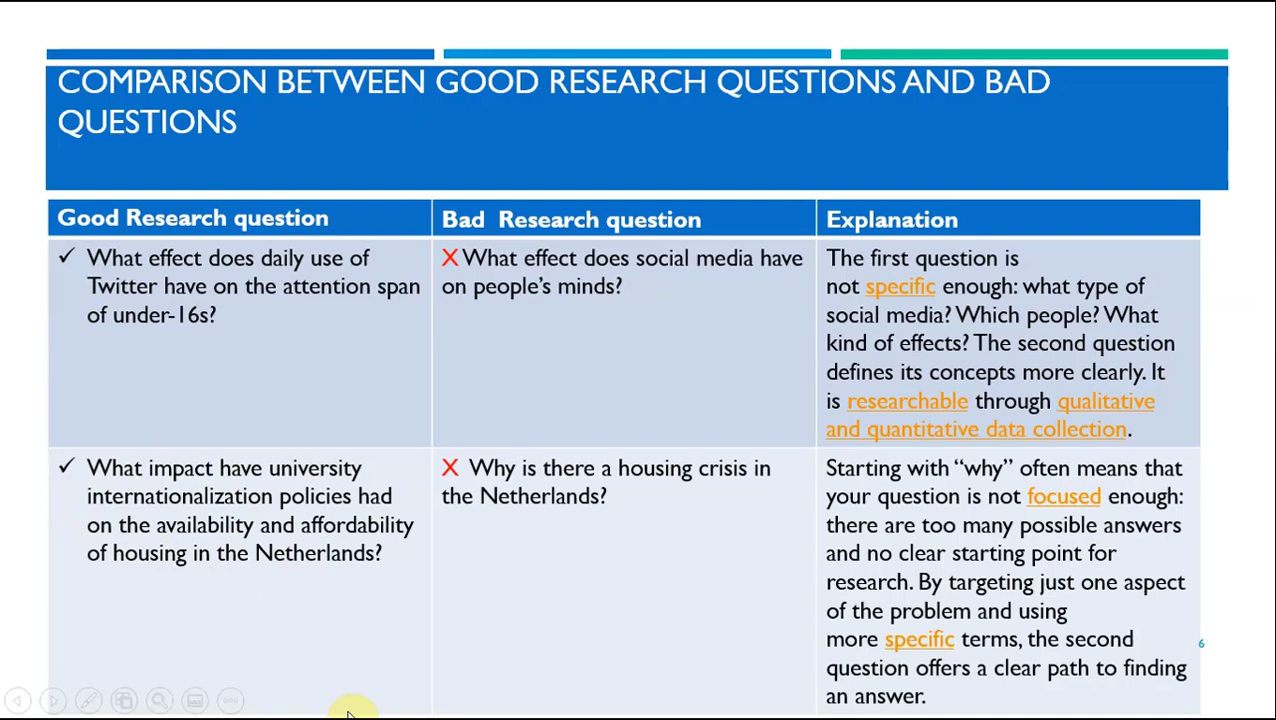 COMPARISON BETWEEN GOOD RESEARCH QUESTIONS AND BAD
QUESTIONS
Good Research question
Bad Research question
Explanation
✓ What effect does daily use of
Twitter have on the attention span
of under-16s?
X What effect does social media have
on people's minds?
The first question is
not specific enough: what type of
social media? Which people? What
kind of effects? The second question
defines its concepts more clearly. It
is researchable through qualitative
and quantitative data collection.
✓ What impact have university
internationalization policies had
on the availability and affordability
of housing in the Netherlands?
X Why is there a housing crisis in
the Netherlands?
Starting with “why” often means that
your question is not focused enough:
there are too many possible answers
and no clear starting point for
research. By targeting just one aspect
of the problem and using
more specific terms, the second
question offers a clear path to finding
an answer.
6